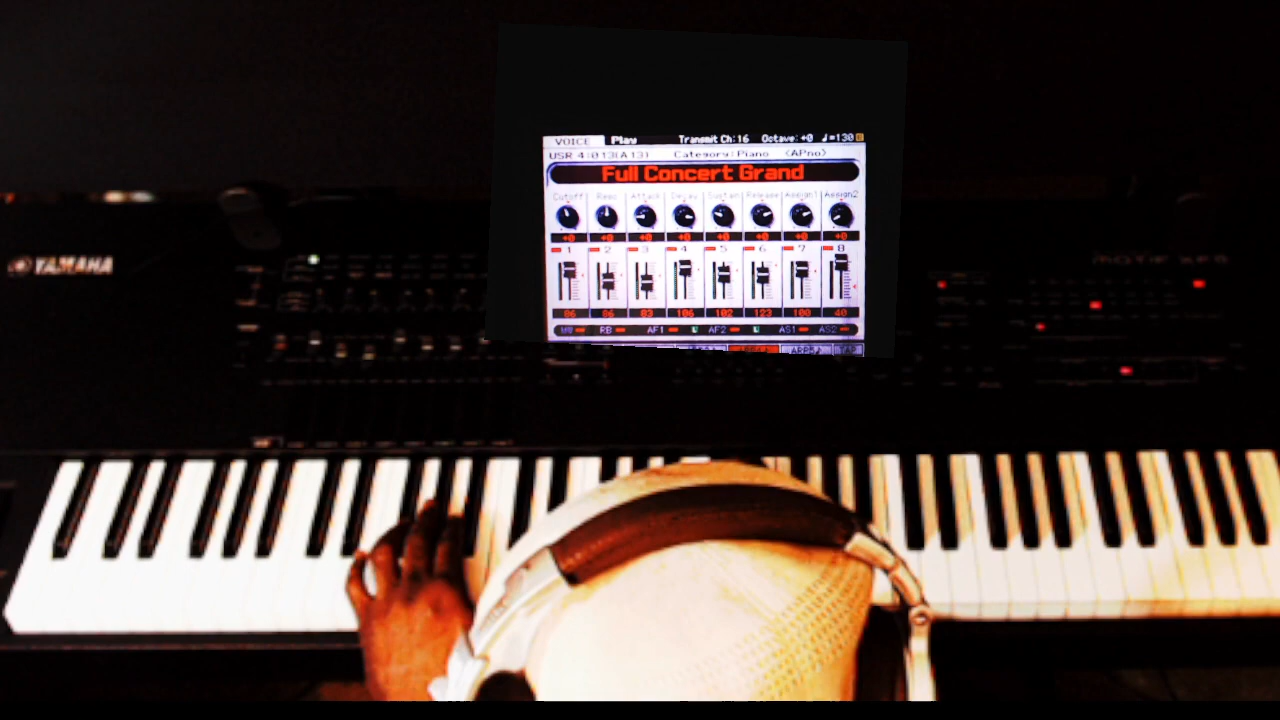 VOICE Play Transmit Ch:16 Octave:+0 ♩=130
USR 4:013(A13) Category:Piano (APno)
Full Concert Grand
Cutoff Reso Attack Decay Sustain Release Assign1 Assign2
+0 +0 +0 +0 +0 +0 +0 +0
1 2 3 4 5 6 7 8
86 86 83 106 102 123 100 40
MW RB AF1 AF2 AS1 AS2
TAP
YAMAHA
MOTIF XF8